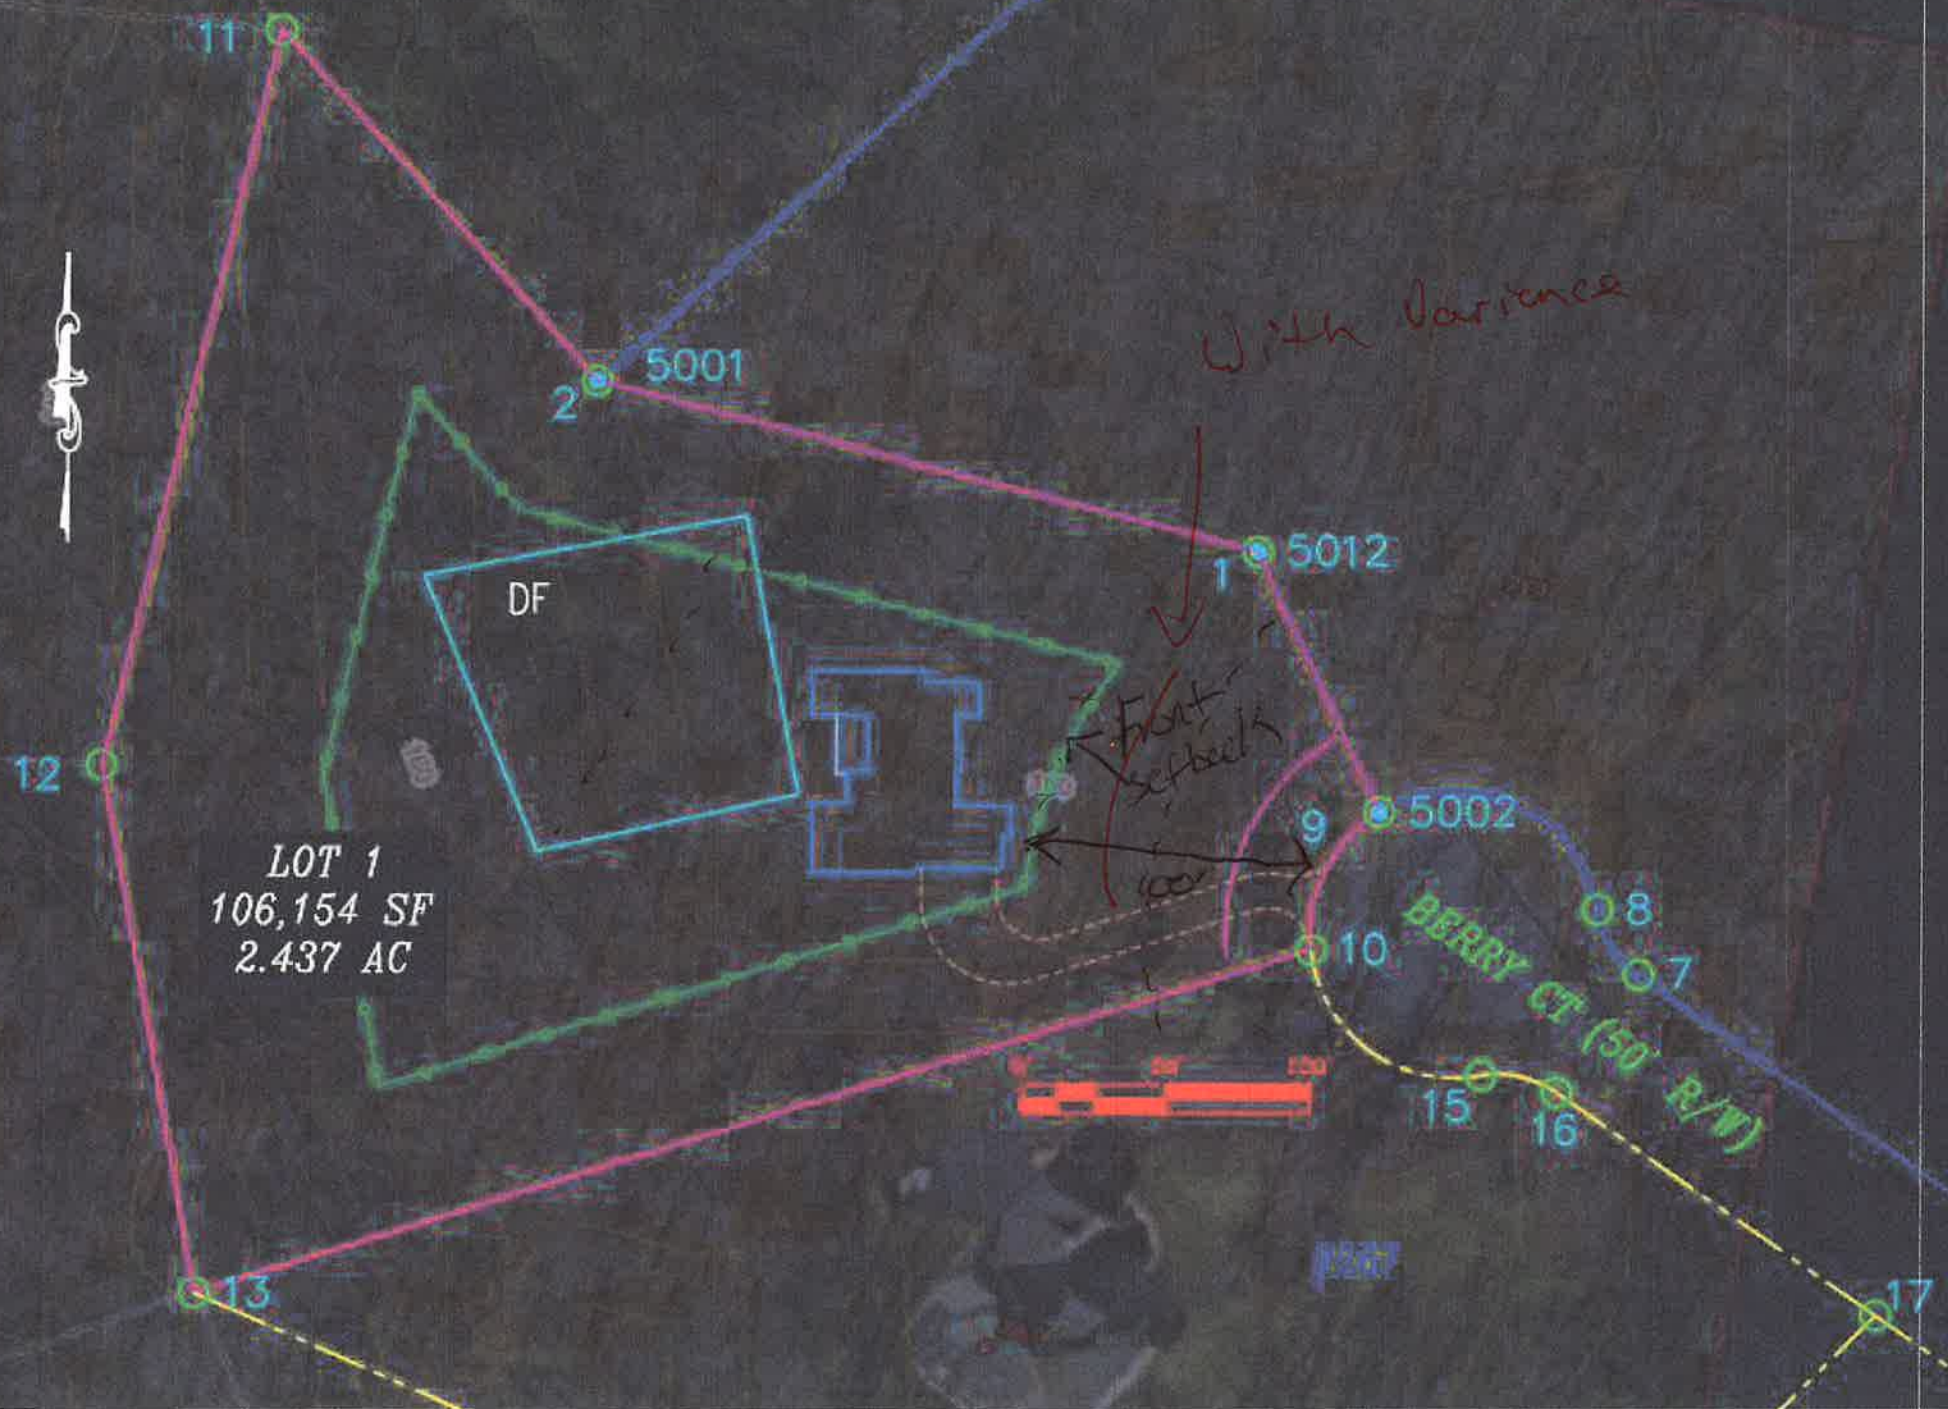 11
5001
2
With Varience
5012
1
DF
Front
setback
12
9
5002
LOT 1
106,154 SF
2.437 AC
100'
8
10
7
BERRY CT (50' R/W)
15
16
13
17